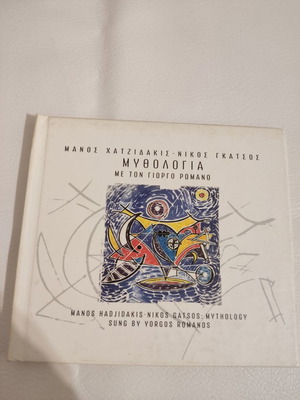 ΜΑΝΟΣ ΧΑΤΖΙΔΑΚΙΣ · ΝΙΚΟΣ ΓΚΑΤΣΟΣ
ΜΥΘΟΛΟΓΙΑ
ΜΕ ΤΟΝ ΓΙΩΡΓΟ ΡΩΜΑΝΟ
MANOS HADJIDAKIS · NIKOS GATSOS, MYTHOLOGY
SUNG BY YORGOS ROMANOS